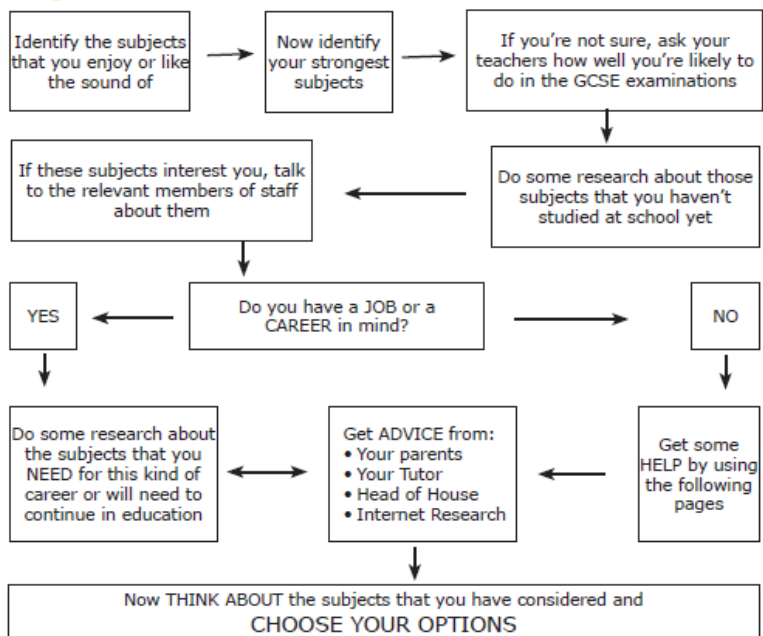 Identify the subjects
that you enjoy or like
the sound of
Now identify
your strongest
subjects
If you're not sure, ask your
teachers how well you're likely to
do in the GCSE examinations
Do some research about those
subjects that you haven't
studied at school yet
If these subjects interest you, talk
to the relevant members of staff
about them
Do you have a JOB or a
CAREER in mind?
YES
NO
Do some research about
the subjects that you
NEED for this kind of
career or will need to
continue in education
Get ADVICE from:
• Your parents
• Your Tutor
• Head of House
• Internet Research
Get some
HELP by using
the following
pages
Now THINK ABOUT the subjects that you have considered and
CHOOSE YOUR OPTIONS